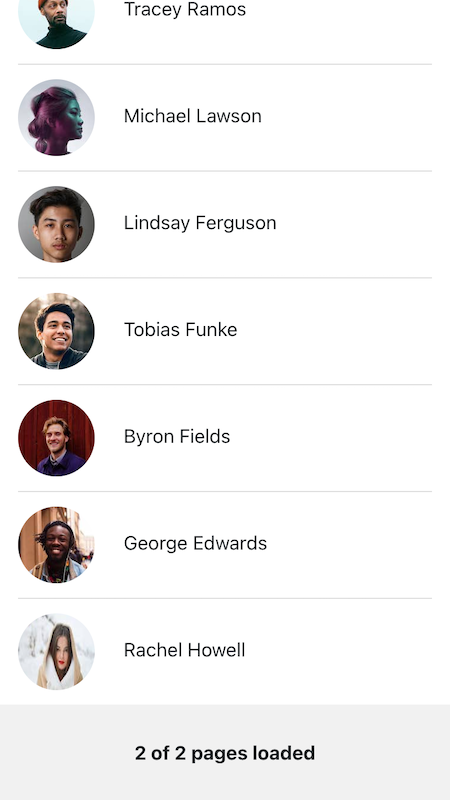 Tracey Ramos
Michael Lawson
Lindsay Ferguson
Tobias Funke
Byron Fields
George Edwards
Rachel Howell
2 of 2 pages loaded